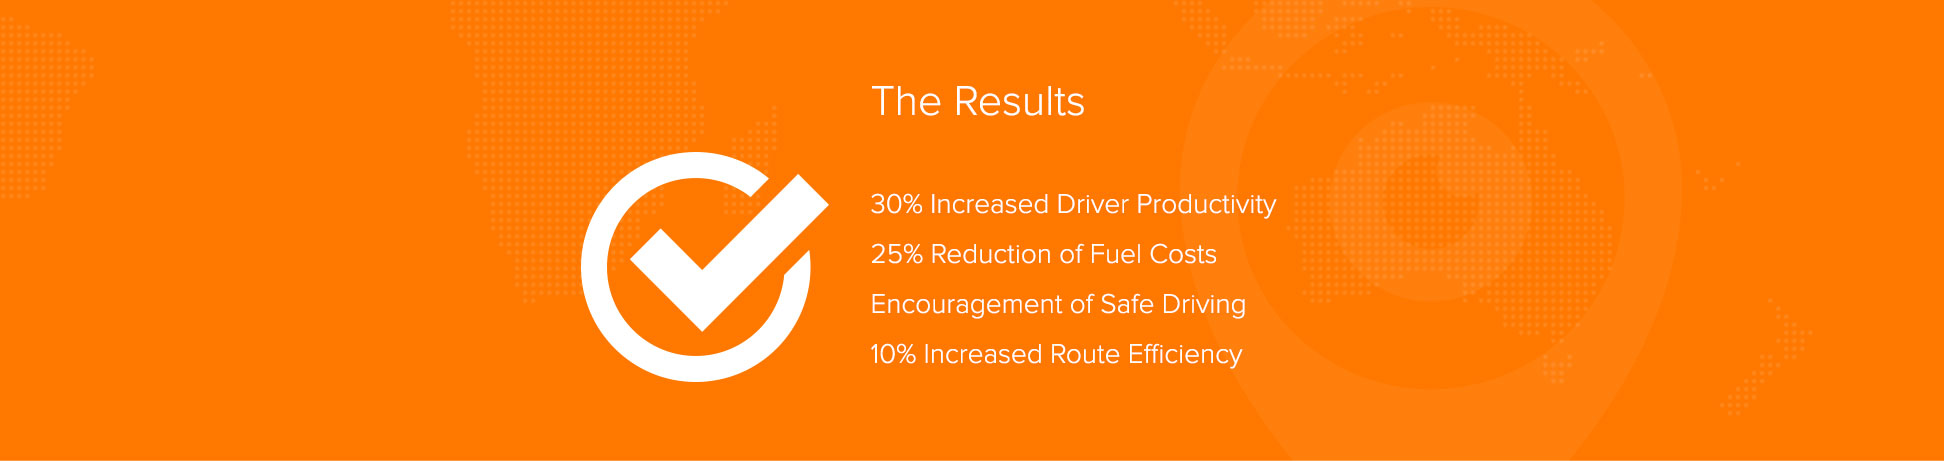 The Results
30% Increased Driver Productivity
25% Reduction of Fuel Costs
Encouragement of Safe Driving
10% Increased Route Efficiency